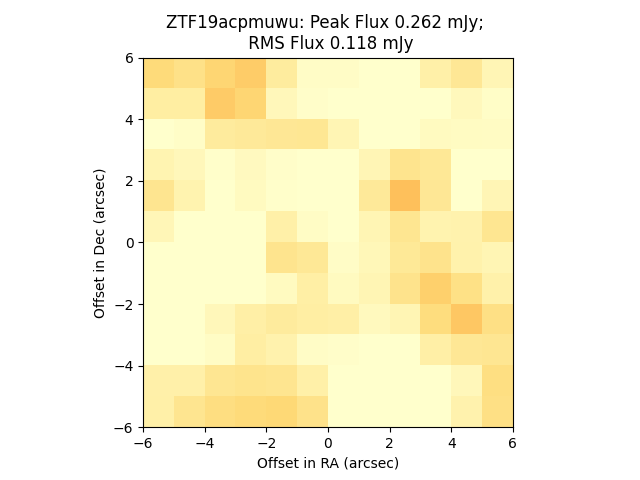 ZTF19acpmuwu: Peak Flux 0.262 mJy;
RMS Flux 0.118 mJy
6
4
2
0
−2
−4
−6
Offset in Dec (arcsec)
−6 −4 −2 0 2 4 6
Offset in RA (arcsec)